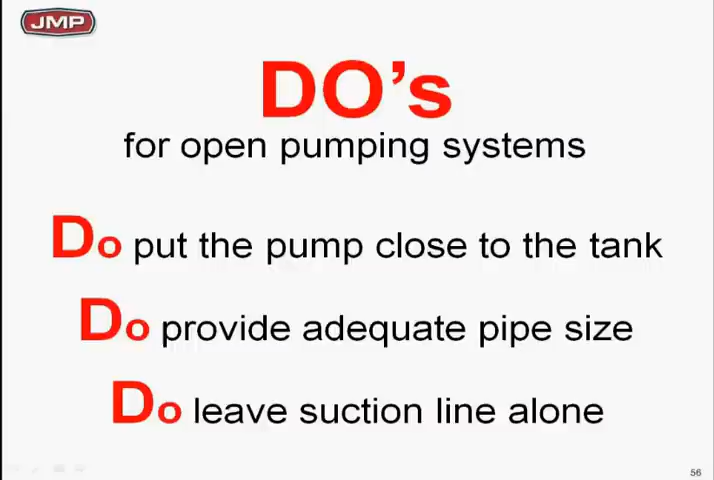 JMP
DO's
for open pumping systems
Do put the pump close to the tank
Do provide adequate pipe size
Do leave suction line alone
56